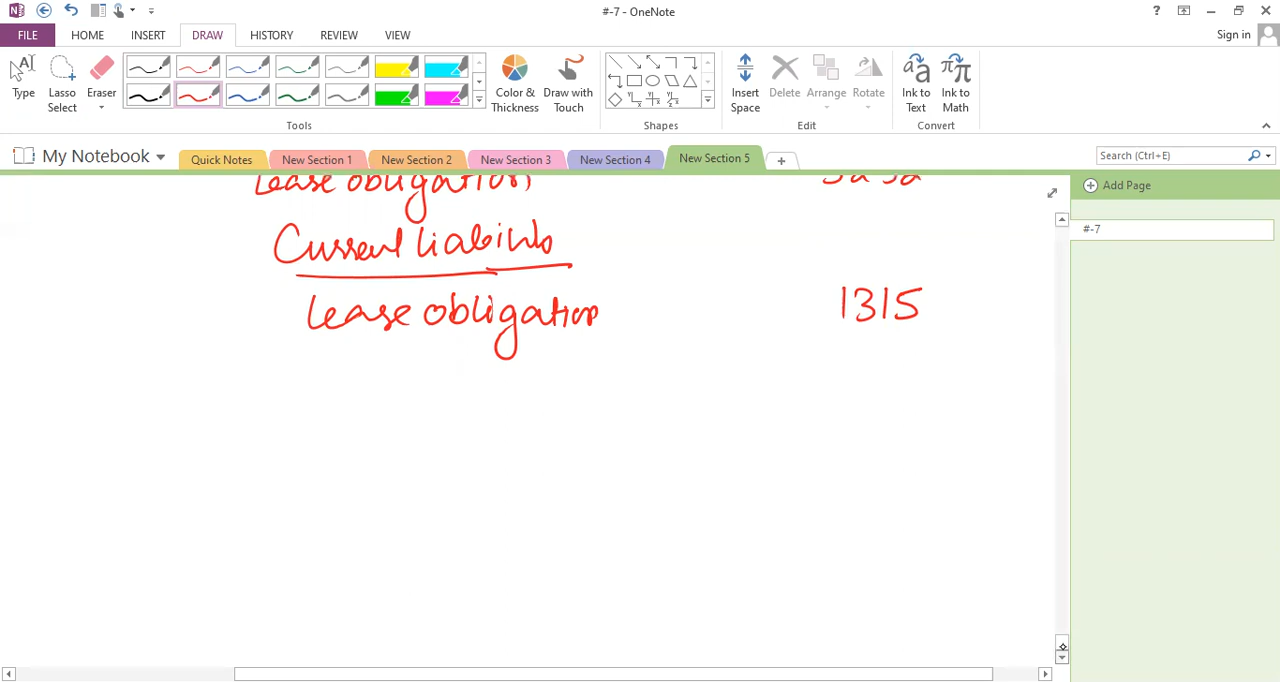 #-7 - OneNote
FILE HOME INSERT DRAW HISTORY REVIEW VIEW Sign in
Type Lasso Select Eraser Color & Thickness Draw with Touch Insert Space Delete Arrange Rotate Ink to Text Ink to Math
Tools Shapes Edit Convert
My Notebook Quick Notes New Section 1 New Section 2 New Section 3 New Section 4 New Section 5 Search (Ctrl+E)
Add Page
#-7
Lease obligation
Current
Lease obligation 1315